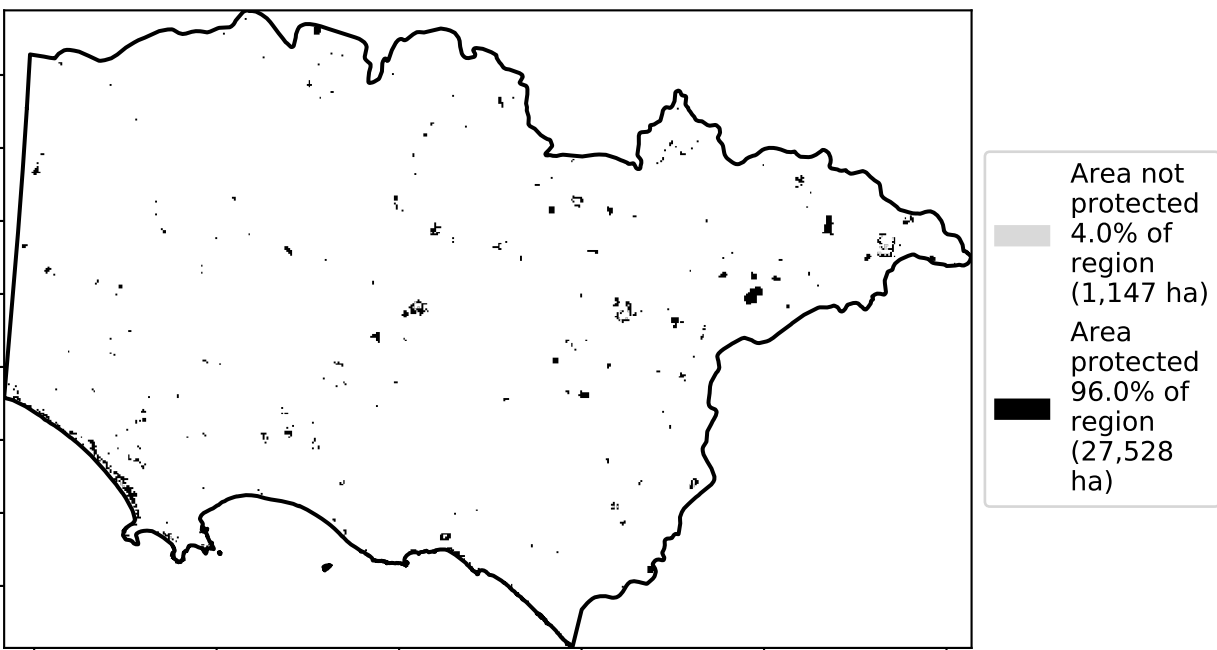 Area not
protected
4.0% of
region
(1,147 ha)
Area
protected
96.0% of
region
(27,528
ha)